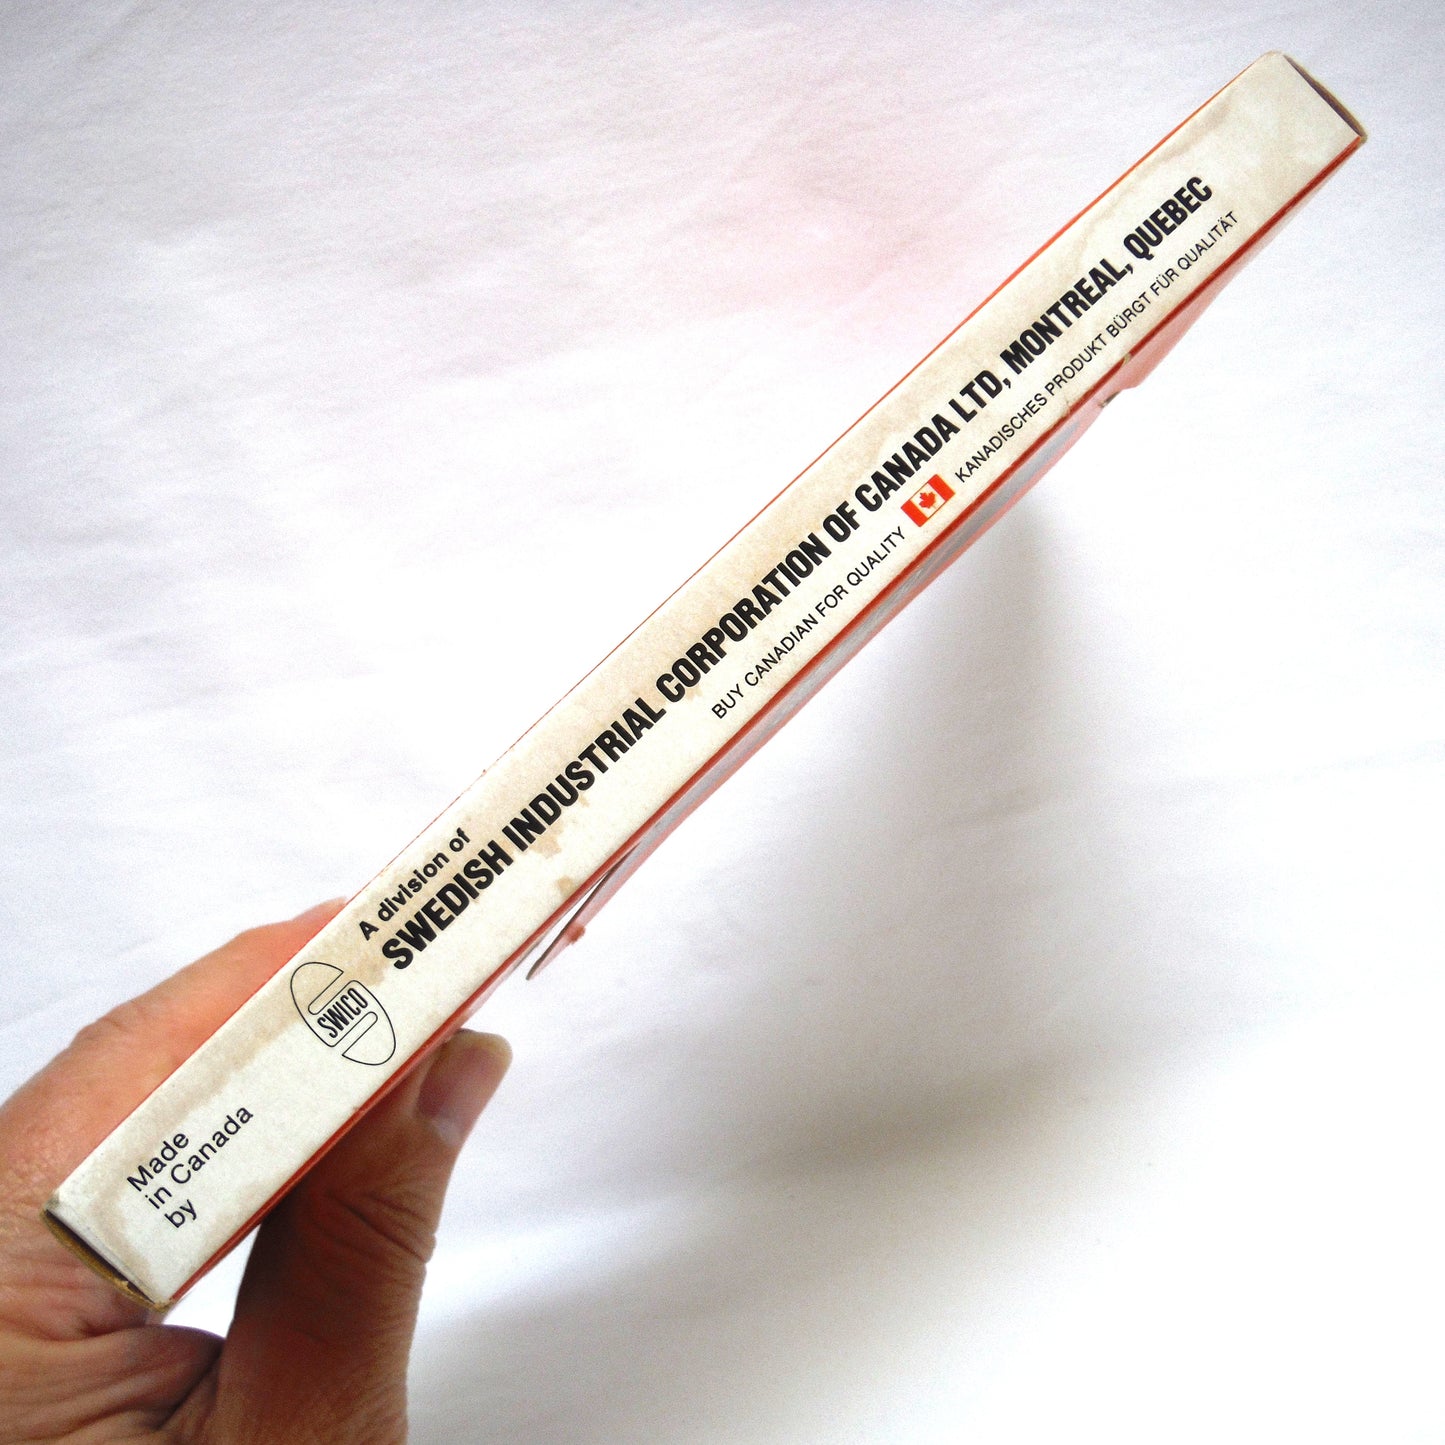 Made
in Canada
by
SWICO
A division of
SWEDISH INDUSTRIAL CORPORATION OF CANADA LTD, MONTREAL, QUEBEC
BUY CANADIAN FOR QUALITY KANADISCHES PRODUKT BÜRGT FÜR QUALITÄT